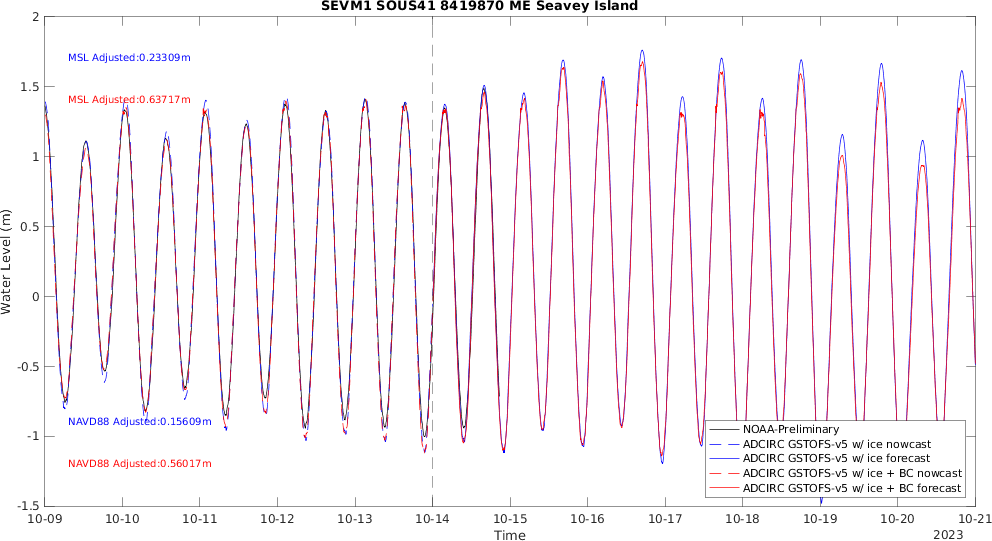 SEVM1 SOUS41 8419870 ME Seavey Island
2
1.5
1
0.5
0
-0.5
-1
-1.5
Water Level (m)
MSL Adjusted:0.23309m
MSL Adjusted:0.63717m
NAVD88 Adjusted:0.15609m
NAVD88 Adjusted:0.56017m
NOAA-Preliminary
ADCIRC GSTOFS-v5 w/ ice nowcast
ADCIRC GSTOFS-v5 w/ ice forecast
ADCIRC GSTOFS-v5 w/ ice + BC nowcast
ADCIRC GSTOFS-v5 w/ ice + BC forecast
10-09 10-10 10-11 10-12 10-13 10-14 10-15 10-16 10-17 10-18 10-19 10-20 10-21
Time
2023